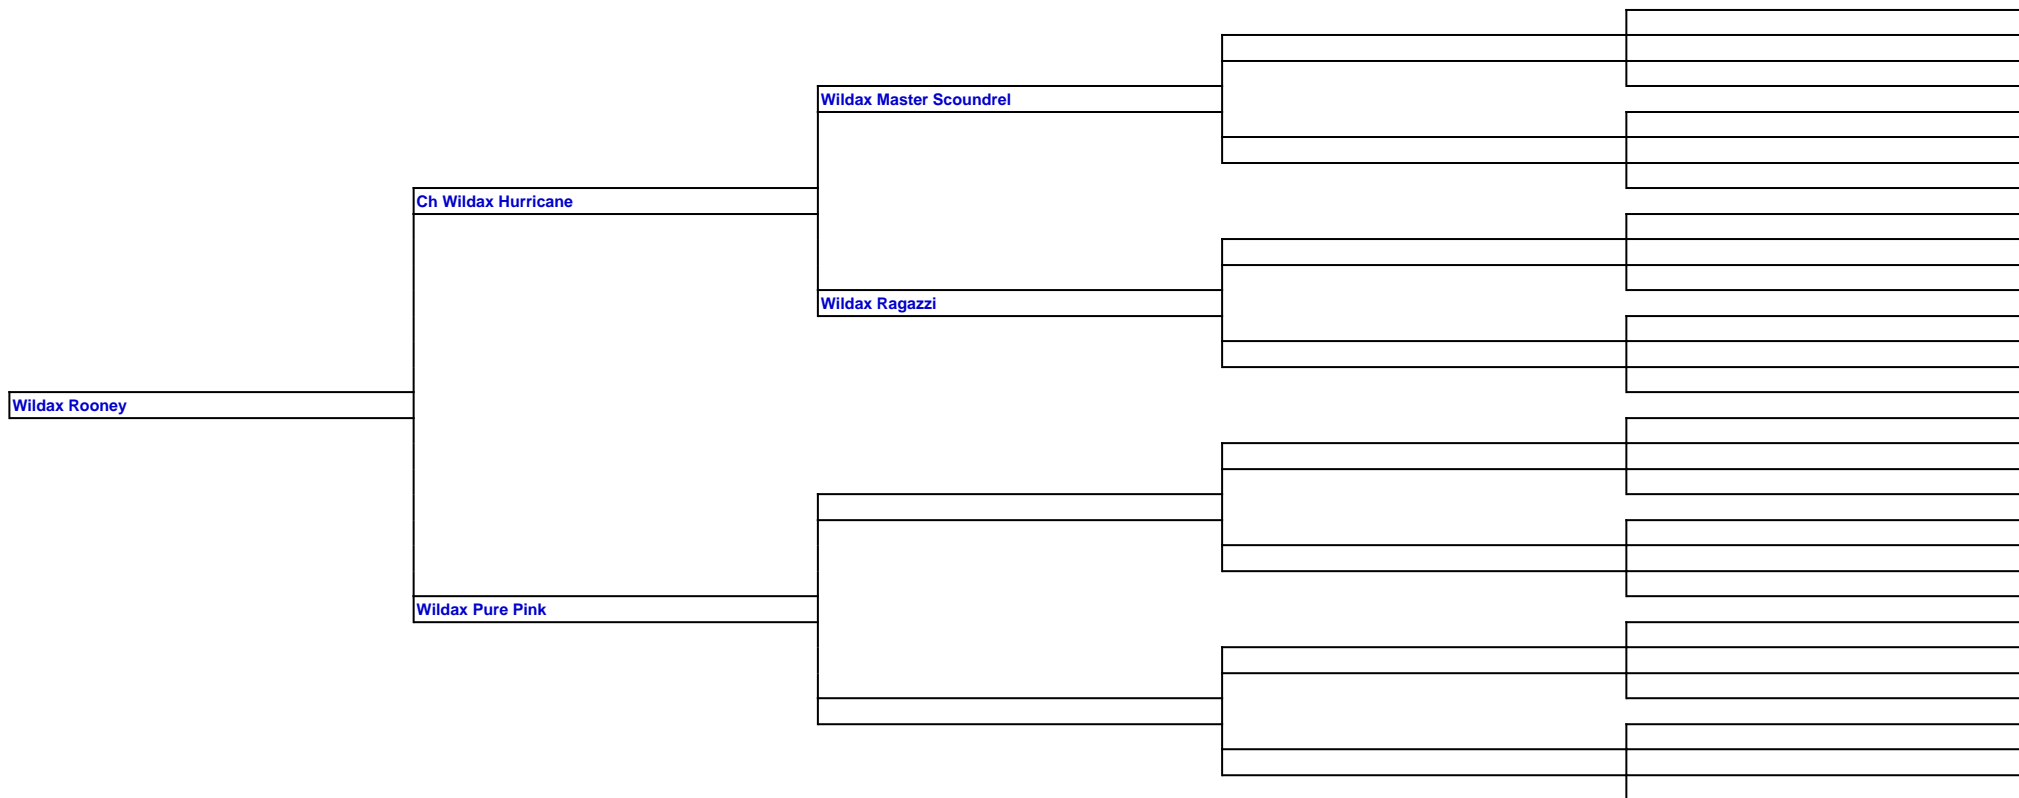 Wildax Master Scoundrel
Ch Wildax Hurricane
Wildax Ragazzi
Wildax Rooney
Wildax Pure Pink